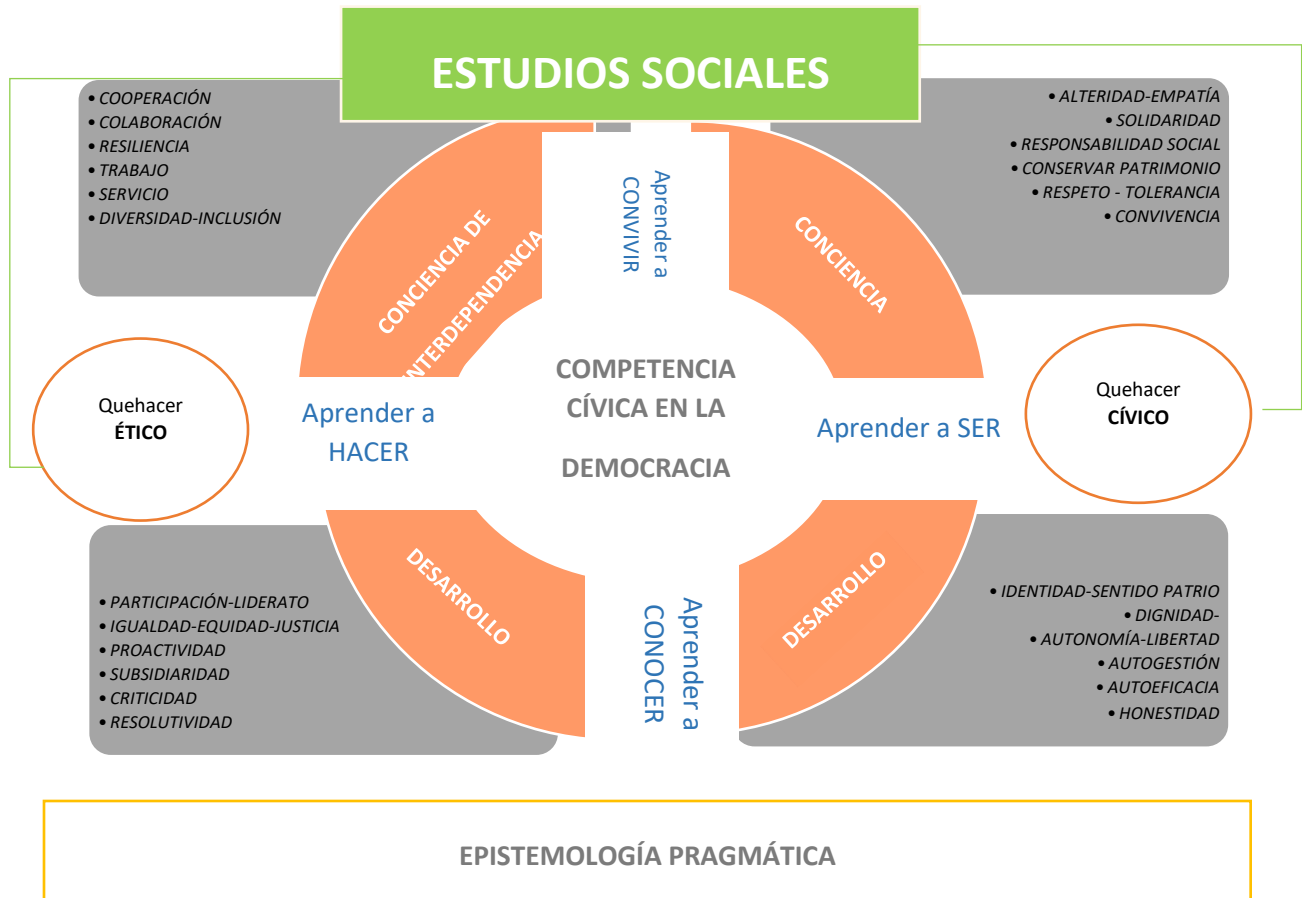 ESTUDIOS SOCIALES
• COOPERACIÓN
• COLABORACIÓN
• RESILIENCIA
• TRABAJO
• SERVICIO
• DIVERSIDAD-INCLUSIÓN
• ALTERIDAD-EMPATÍA
• SOLIDARIDAD
• RESPONSABILIDAD SOCIAL
• CONSERVAR PATRIMONIO
• RESPETO - TOLERANCIA
• CONVIVENCIA
CONCIENCIA DE
INTERDEPENDENCIA
Aprender a
CONVIVIR
CONCIENCIA
Quehacer
ÉTICO
Aprender a
HACER
COMPETENCIA
CÍVICA EN LA
DEMOCRACIA
Aprender a SER
Quehacer
CÍVICO
DESARROLLO
Aprender a
CONOCER
DESARROLLO
• PARTICIPACIÓN-LIDERATO
• IGUALDAD-EQUIDAD-JUSTICIA
• PROACTIVIDAD
• SUBSIDIARIDAD
• CRITICIDAD
• RESOLUTIVIDAD
• IDENTIDAD-SENTIDO PATRIO
• DIGNIDAD-
• AUTONOMÍA-LIBERTAD
• AUTOGESTIÓN
• AUTOEFICACIA
• HONESTIDAD
EPISTEMOLOGÍA PRAGMÁTICA